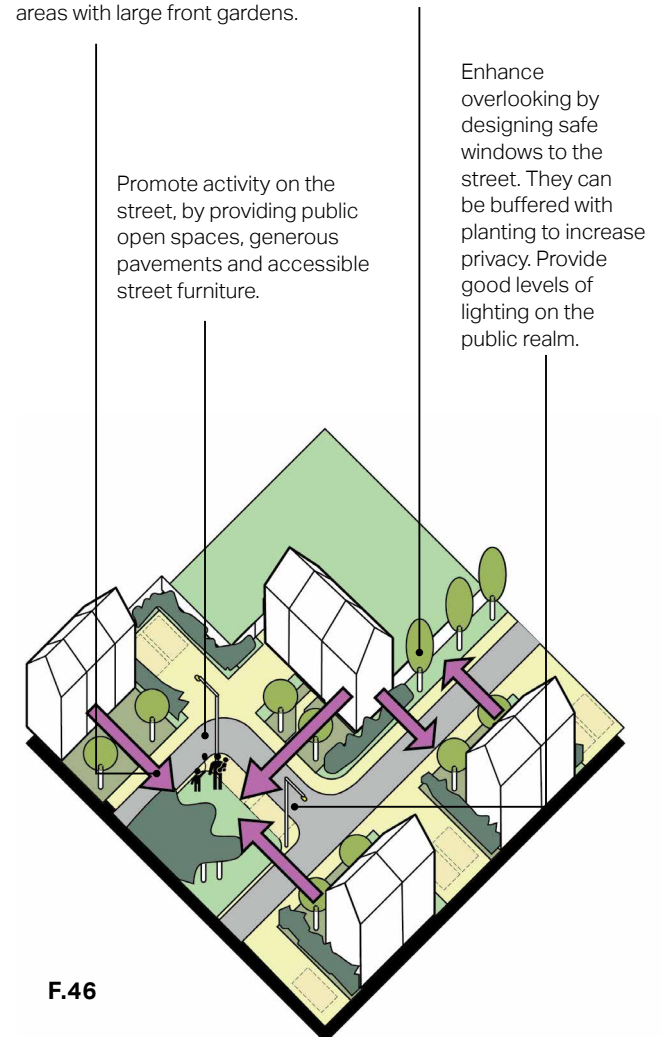 areas with large front gardens.
Promote activity on the
street, by providing public
open spaces, generous
pavements and accessible
street furniture.
Enhance
overlooking by
designing safe
windows to the
street. They can
be buffered with
planting to increase
privacy. Provide
good levels of
lighting on the
public realm.
F.46